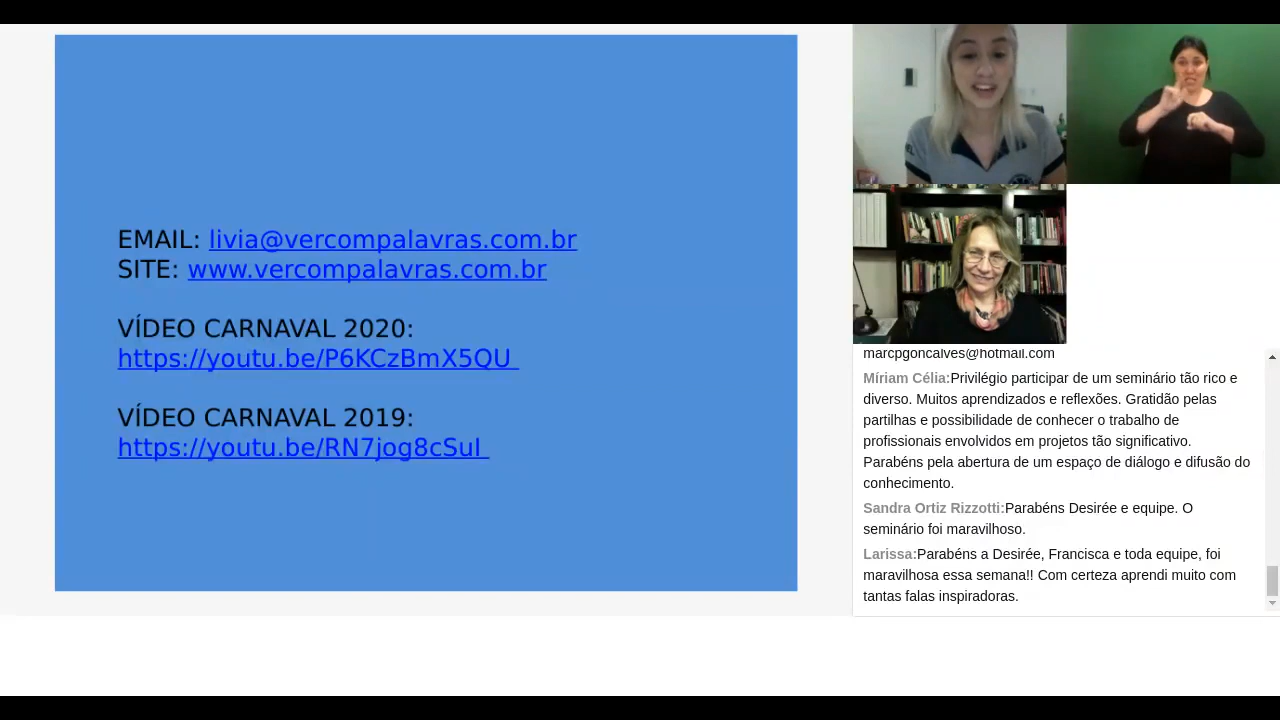 EMAIL: livia@vercompalavras.com.br
SITE: www.vercompalavras.com.br
VÍDEO CARNAVAL 2020:
https://youtu.be/P6KCzBmX5QU
VÍDEO CARNAVAL 2019:
https://youtu.be/RN7jog8cSuI
marcpgoncalves@hotmail.com
Míriam Célia:Privilégio participar de um seminário tão rico e
diverso. Muitos aprendizados e reflexões. Gratidão pelas
partilhas e possibilidade de conhecer o trabalho de
profissionais envolvidos em projetos tão significativo.
Parabéns pela abertura de um espaço de diálogo e difusão do
conhecimento.
Sandra Ortiz Rizzotti:Parabéns Desirée e equipe. O
seminário foi maravilhoso.
Larissa:Parabéns a Desirée, Francisca e toda equipe, foi
maravilhosa essa semana!! Com certeza aprendi muito com
tantas falas inspiradoras.